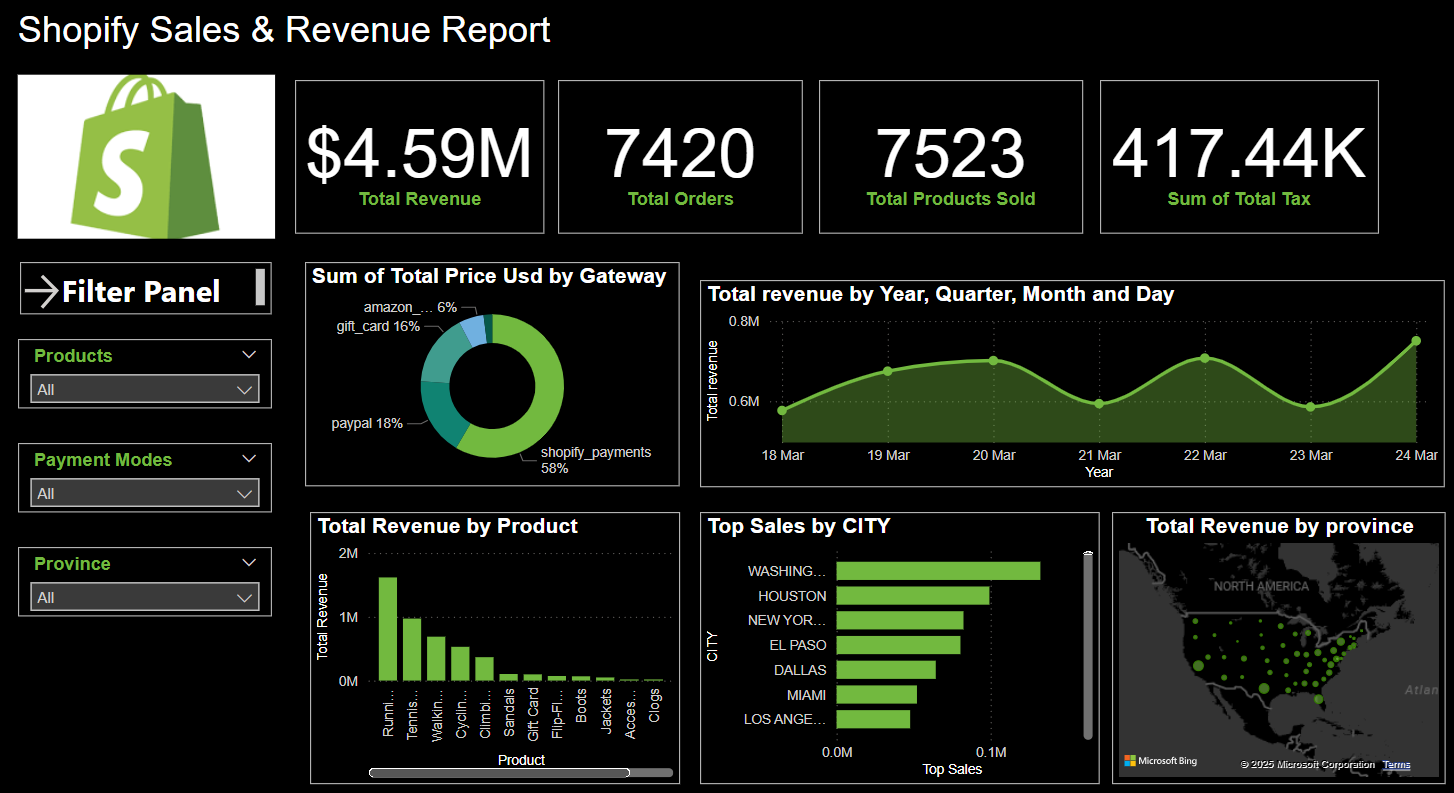 Shopify Sales & Revenue Report
S
$4.59M
Total Revenue
7420
Total Orders
7523
Total Products Sold
417.44K
Sum of Total Tax
Filter Panel
Products
All
Payment Modes
All
Province
All
Sum of Total Price Usd by Gateway
amazon_... 6%
gift_card 16%
paypal 18%
shopify_payments
58%
Total revenue by Year, Quarter, Month and Day
Total revenue
0.8M
0.6M
18 Mar
19 Mar
20 Mar
21 Mar
22 Mar
23 Mar
24 Mar
Year
Total Revenue by Product
Total Revenue
2M
1M
0M
Runni...
Tennis...
Walkin...
Cyclin...
Climbi...
Sandals
Gift Card
Flip-Fl...
Boots
Jackets
Acces...
Clogs
Product
Top Sales by CITY
CITY
WASHING...
HOUSTON
NEW YOR...
EL PASO
DALLAS
MIAMI
LOS ANGE...
0.0M
0.1M
Top Sales
Total Revenue by province
NORTH AMERICA
Atlan
Microsoft Bing
© 2025 Microsoft Corporation Terms